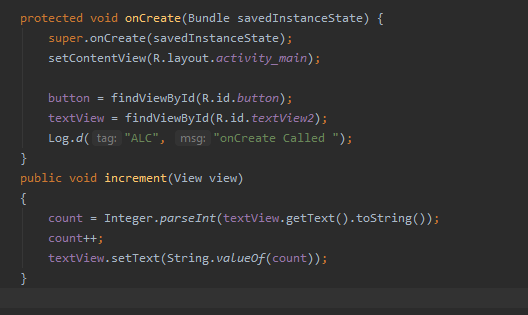 protected void onCreate(Bundle savedInstanceState) {
    super.onCreate(savedInstanceState);
    setContentView(R.layout.activity_main);

    button = findViewById(R.id.button);
    textView = findViewById(R.id.textView2);
    Log.d( tag: "ALC", msg: "onCreate Called ");
}
public void increment(View view)
{
    count = Integer.parseInt(textView.getText().toString());
    count++;
    textView.setText(String.valueOf(count));
}